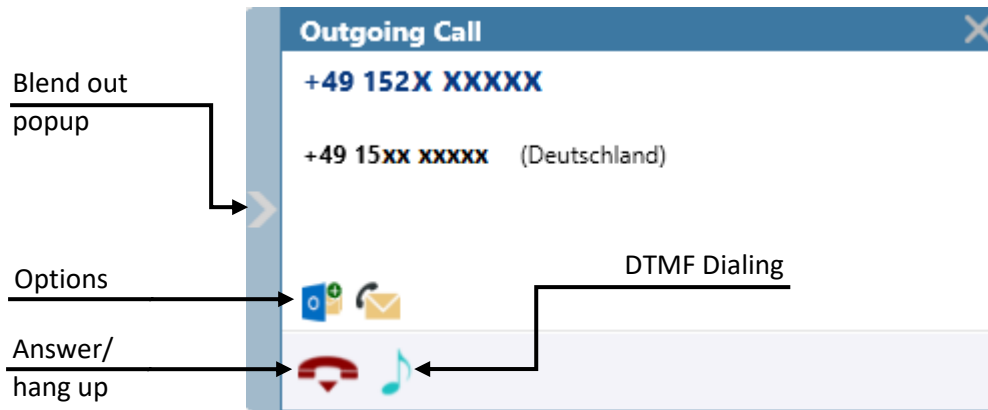 Outgoing Call
+49 152X XXXXX
Blend out
popup
+49 15xx xxxxx (Deutschland)
DTMF Dialing
Options
Answer/
hang up